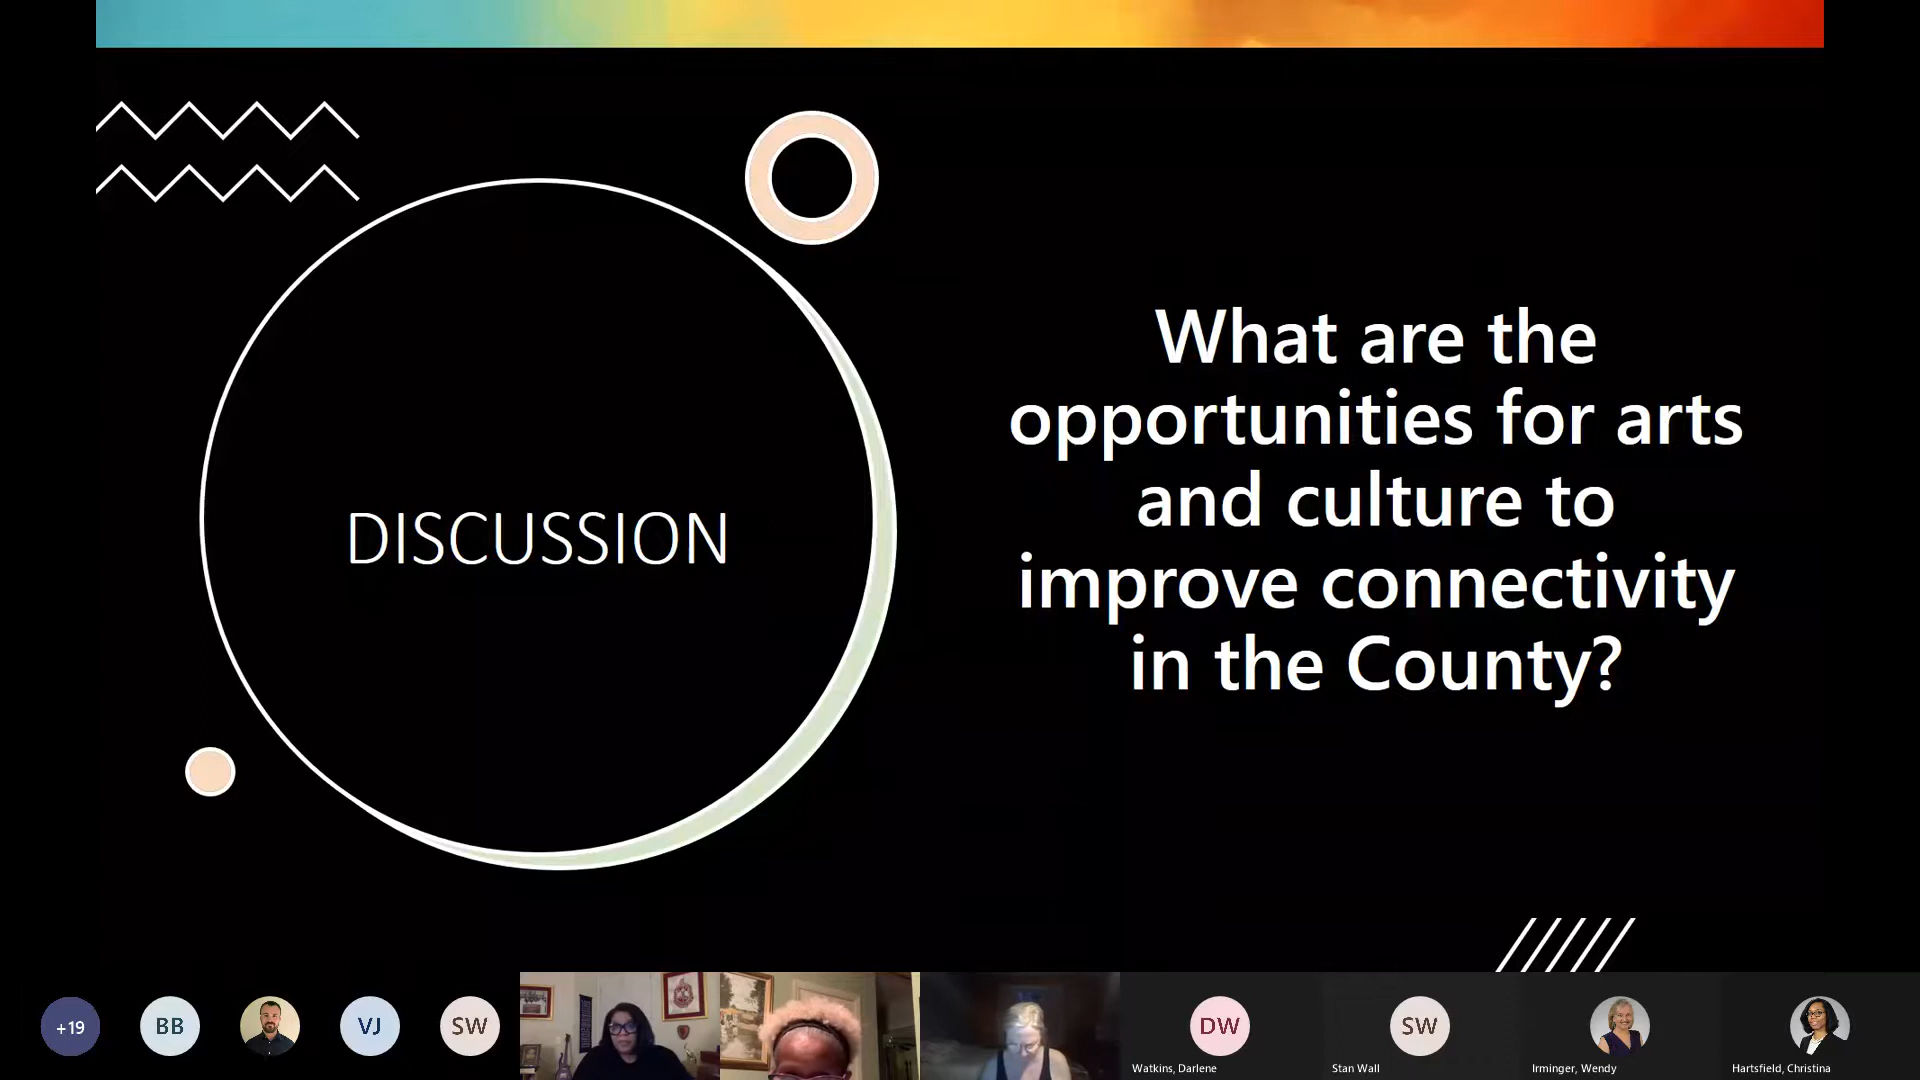 DISCUSSION
What are the
opportunities for arts
and culture to
improve connectivity
in the County?
+19
BB
VJ
SW
DW
Watkins, Darlene
SW
Stan Wall
Irminger, Wendy
Hartsfield, Christina